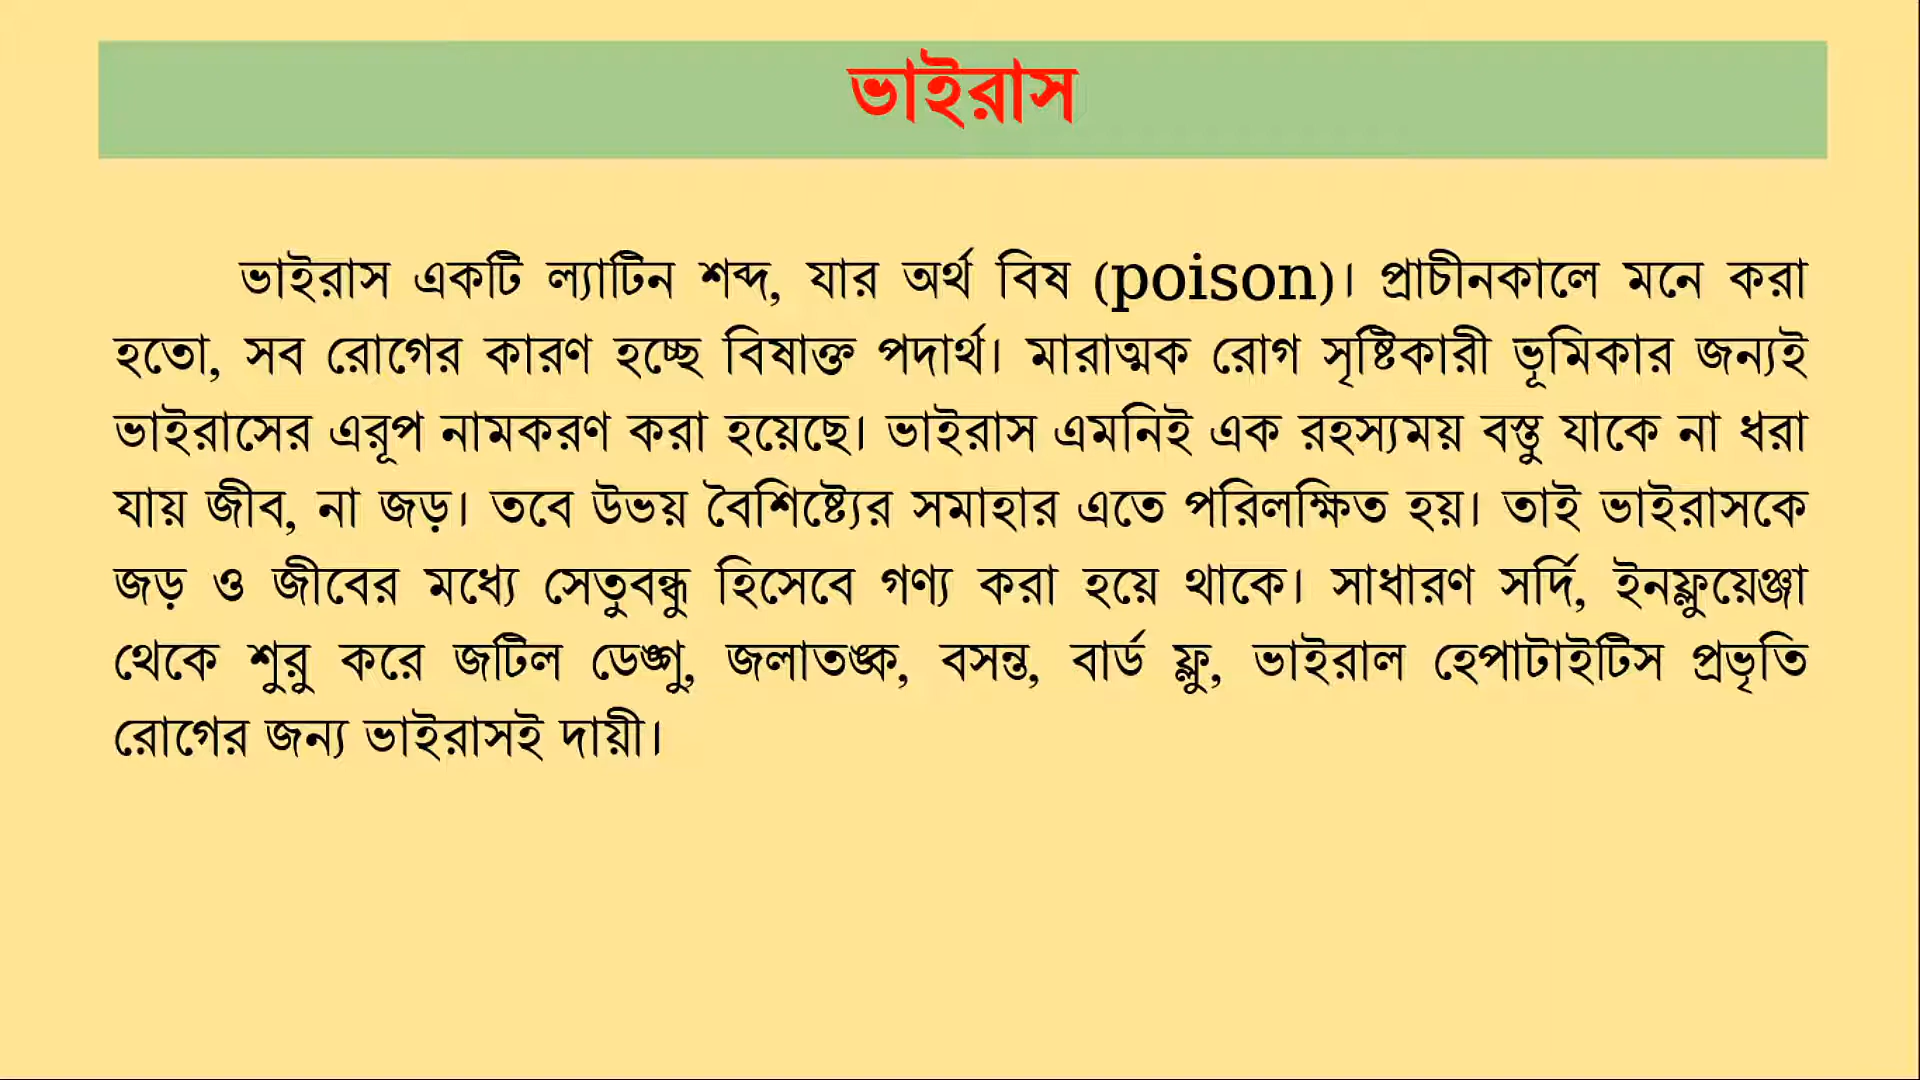 ভাইরাস
ভাইরাস একটি ল্যাটিন শব্দ, যার অর্থ বিষ (poison)। প্রাচীনকালে মনে করা
হতো, সব রোগের কারণ হচ্ছে বিষাক্ত পদার্থ। মারাত্মক রোগ সৃষ্টিকারী ভূমিকার জন্যই
ভাইরাসের এরূপ নামকরণ করা হয়েছে। ভাইরাস এমনিই এক রহস্যময় বস্তু যাকে না ধরা
যায় জীব, না জড়। তবে উভয় বৈশিষ্ট্যের সমাহার এতে পরিলক্ষিত হয়। তাই ভাইরাসকে
জড় ও জীবের মধ্যে সেতুবন্ধু হিসেবে গণ্য করা হয়ে থাকে। সাধারণ সর্দি, ইনফ্লুয়েঞ্জা
থেকে শুরু করে জটিল ডেঙ্গু, জলাতঙ্ক, বসন্ত, বার্ড ফ্লু, ভাইরাল হেপাটাইটিস প্রভৃতি
রোগের জন্য ভাইরাসই দায়ী।